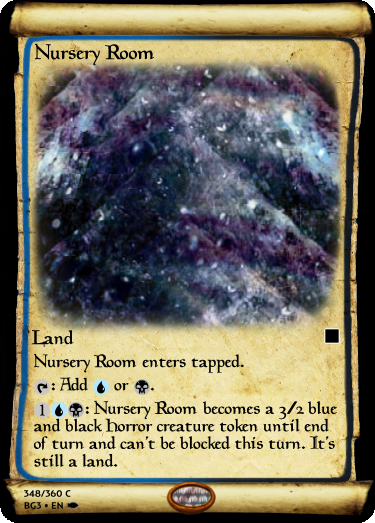 Nursery Room
Land
Nursery Room enters tapped.
: Add or .
1: Nursery Room becomes a 3/2 blue
and black Horror creature token until end
of turn and can't be blocked this turn. It's
still a land.
348/360 C
BG3 • EN